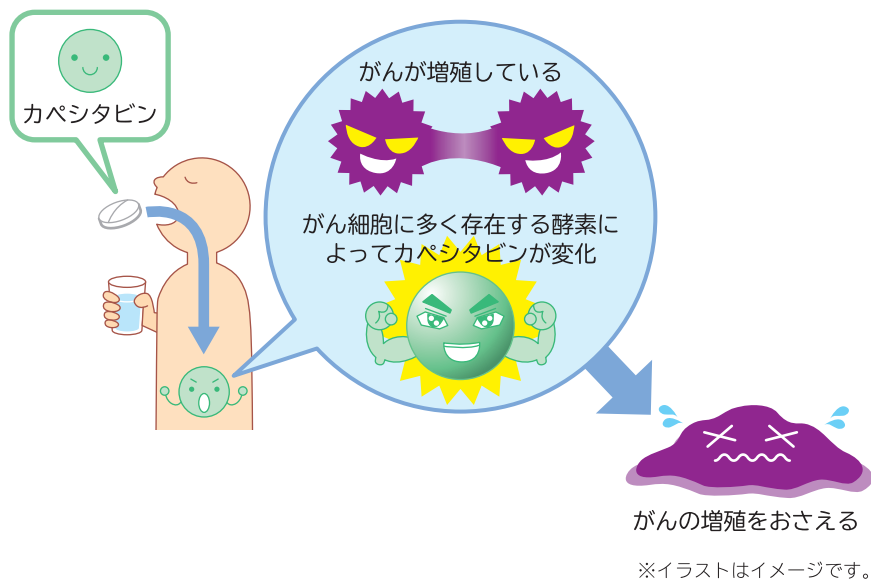 カペシタビン
がんが増殖している
がん細胞に多く存在する酵素に
よってカペシタビンが変化
がんの増殖をおさえる
※イラストはイメージです。